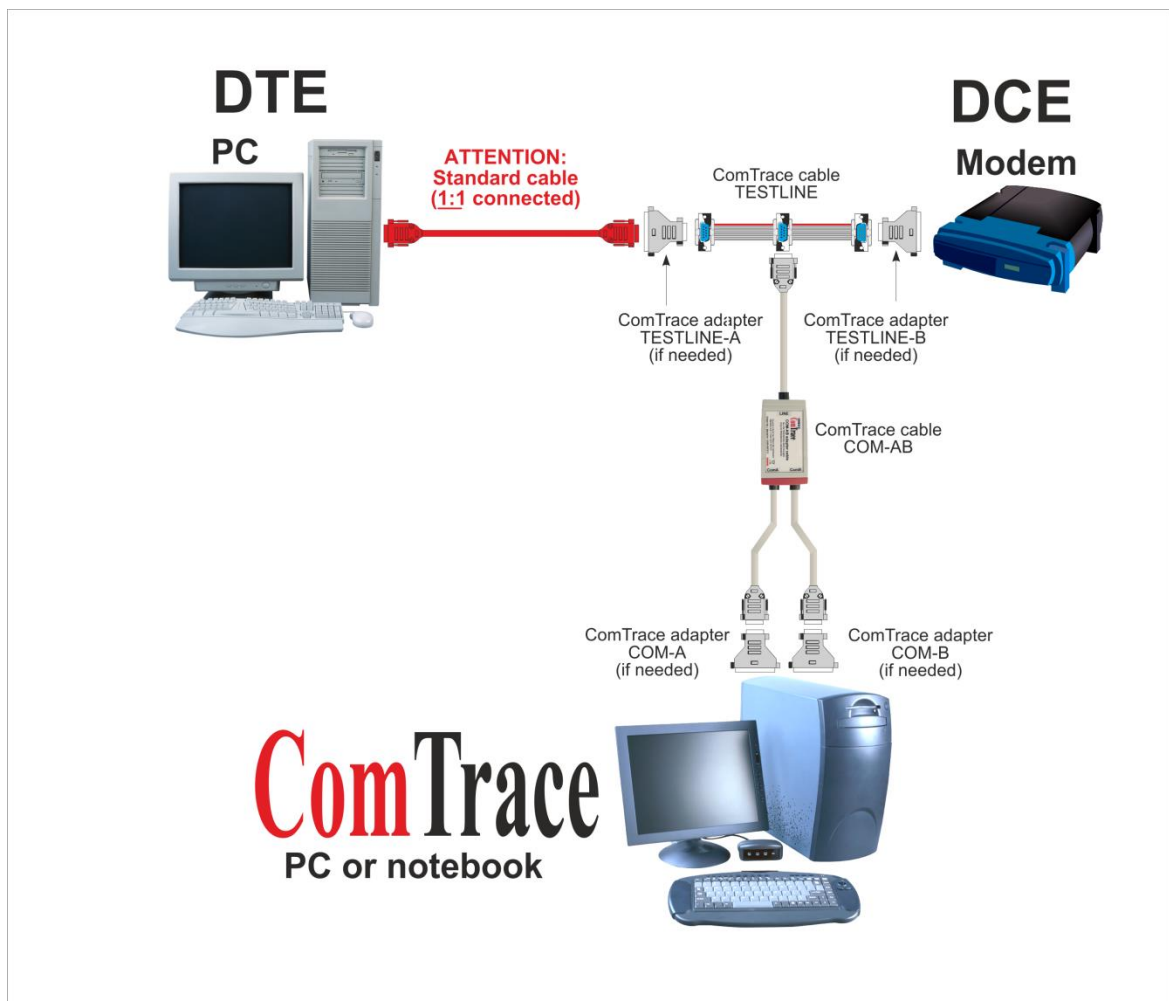 DTE
PC
ATTENTION:
Standard cable
(1:1 connected)
ComTrace cable
TESTLINE
DCE
Modem
ComTrace adapter
TESTLINE-A
(if needed)
ComTrace adapter
TESTLINE-B
(if needed)
ComTrace
ComTrace cable
COM-AB
ComTrace adapter
COM-A
(if needed)
ComTrace adapter
COM-B
(if needed)
ComTrace
PC or notebook